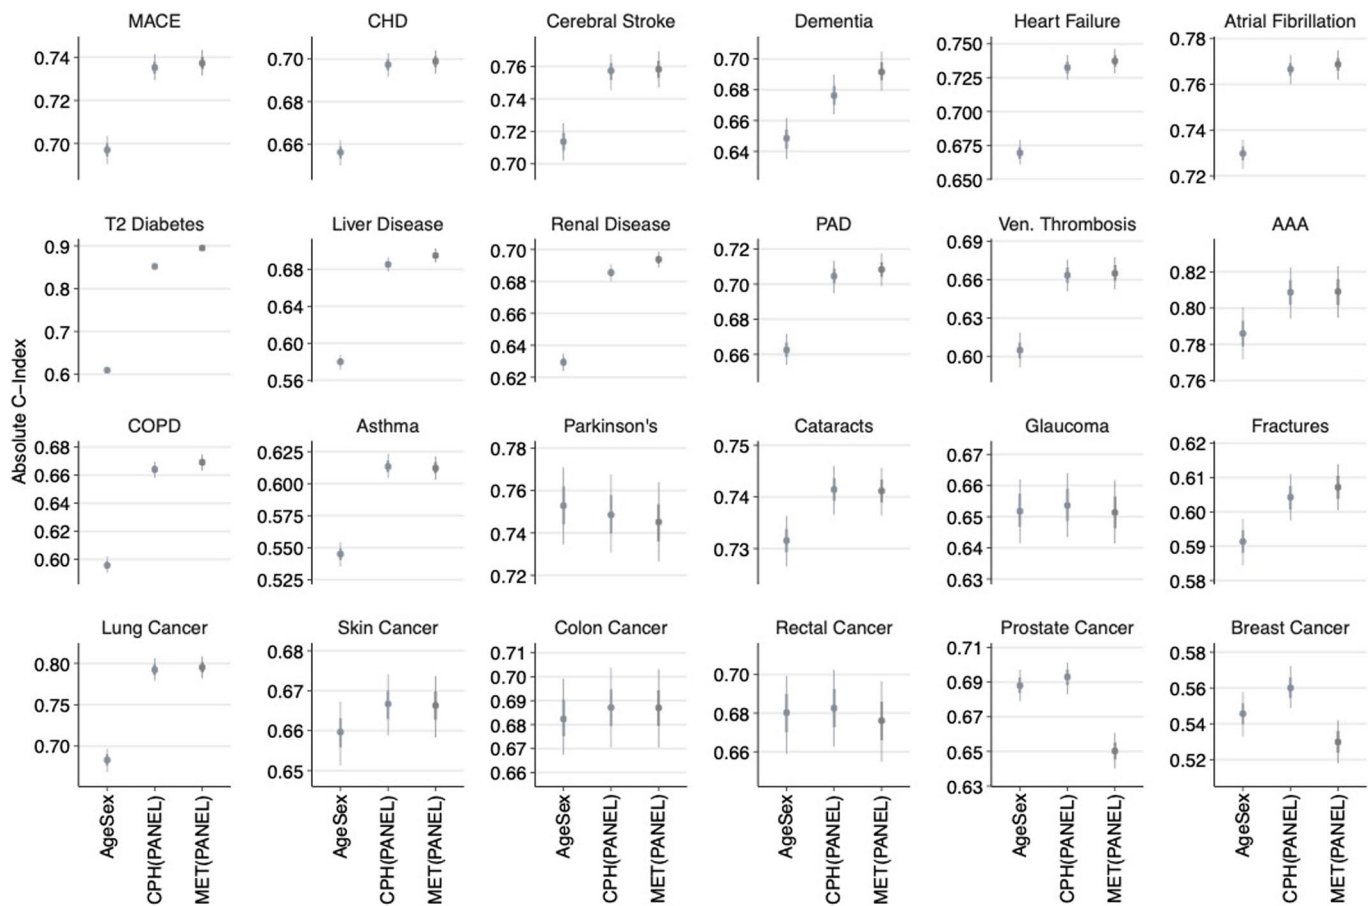 MACE
0.74
0.72
0.70
CHD
0.70
0.68
0.66
Cerebral Stroke
0.76
0.74
0.72
0.70
Dementia
0.70
0.68
0.66
0.64
Heart Failure
0.750
0.725
0.700
0.675
0.650
Atrial Fibrillation
0.78
0.76
0.74
0.72
T2 Diabetes
0.9
0.8
0.7
0.6
Liver Disease
0.68
0.64
0.60
0.56
Renal Disease
0.70
0.68
0.66
0.64
0.62
PAD
0.72
0.70
0.68
0.66
Ven. Thrombosis
0.69
0.66
0.63
0.60
AAA
0.82
0.80
0.78
0.76
Absolute C−Index
COPD
0.68
0.66
0.64
0.62
0.60
Asthma
0.625
0.600
0.575
0.550
0.525
Parkinson's
0.78
0.76
0.74
0.72
Cataracts
0.75
0.74
0.73
Glaucoma
0.67
0.66
0.65
0.64
0.63
Fractures
0.62
0.61
0.60
0.59
0.58
Lung Cancer
0.80
0.75
0.70
Skin Cancer
0.68
0.67
0.66
0.65
Colon Cancer
0.71
0.70
0.69
0.68
0.67
0.66
Rectal Cancer
0.70
0.68
0.66
Prostate Cancer
0.71
0.69
0.67
0.65
0.63
Breast Cancer
0.58
0.56
0.54
0.52
AgeSex
CPH(PANEL)
MET(PANEL)
AgeSex
CPH(PANEL)
MET(PANEL)
AgeSex
CPH(PANEL)
MET(PANEL)
AgeSex
CPH(PANEL)
MET(PANEL)
AgeSex
CPH(PANEL)
MET(PANEL)
AgeSex
CPH(PANEL)
MET(PANEL)